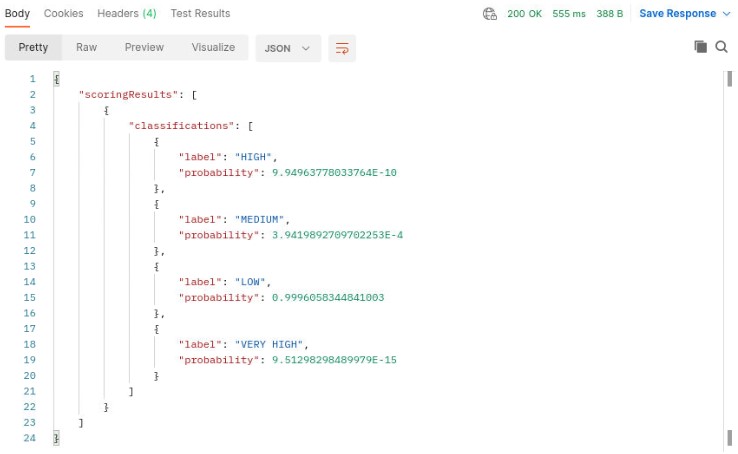 Body Cookies Headers (4) Test Results 200 OK 555 ms 388 B Save Response
Pretty Raw Preview Visualize JSON
1 {
2 "scoringResults": [
3 {
4 "classifications": [
5 {
6 "label": "HIGH",
7 "probability": 9.94963778033764E-10
8 },
9 {
10 "label": "MEDIUM",
11 "probability": 3.9419892709702253E-4
12 },
13 {
14 "label": "LOW",
15 "probability": 0.9996058344841003
16 },
17 {
18 "label": "VERY HIGH",
19 "probability": 9.51298298489979E-15
20 }
21 ]
22 }
23 ]
24 }